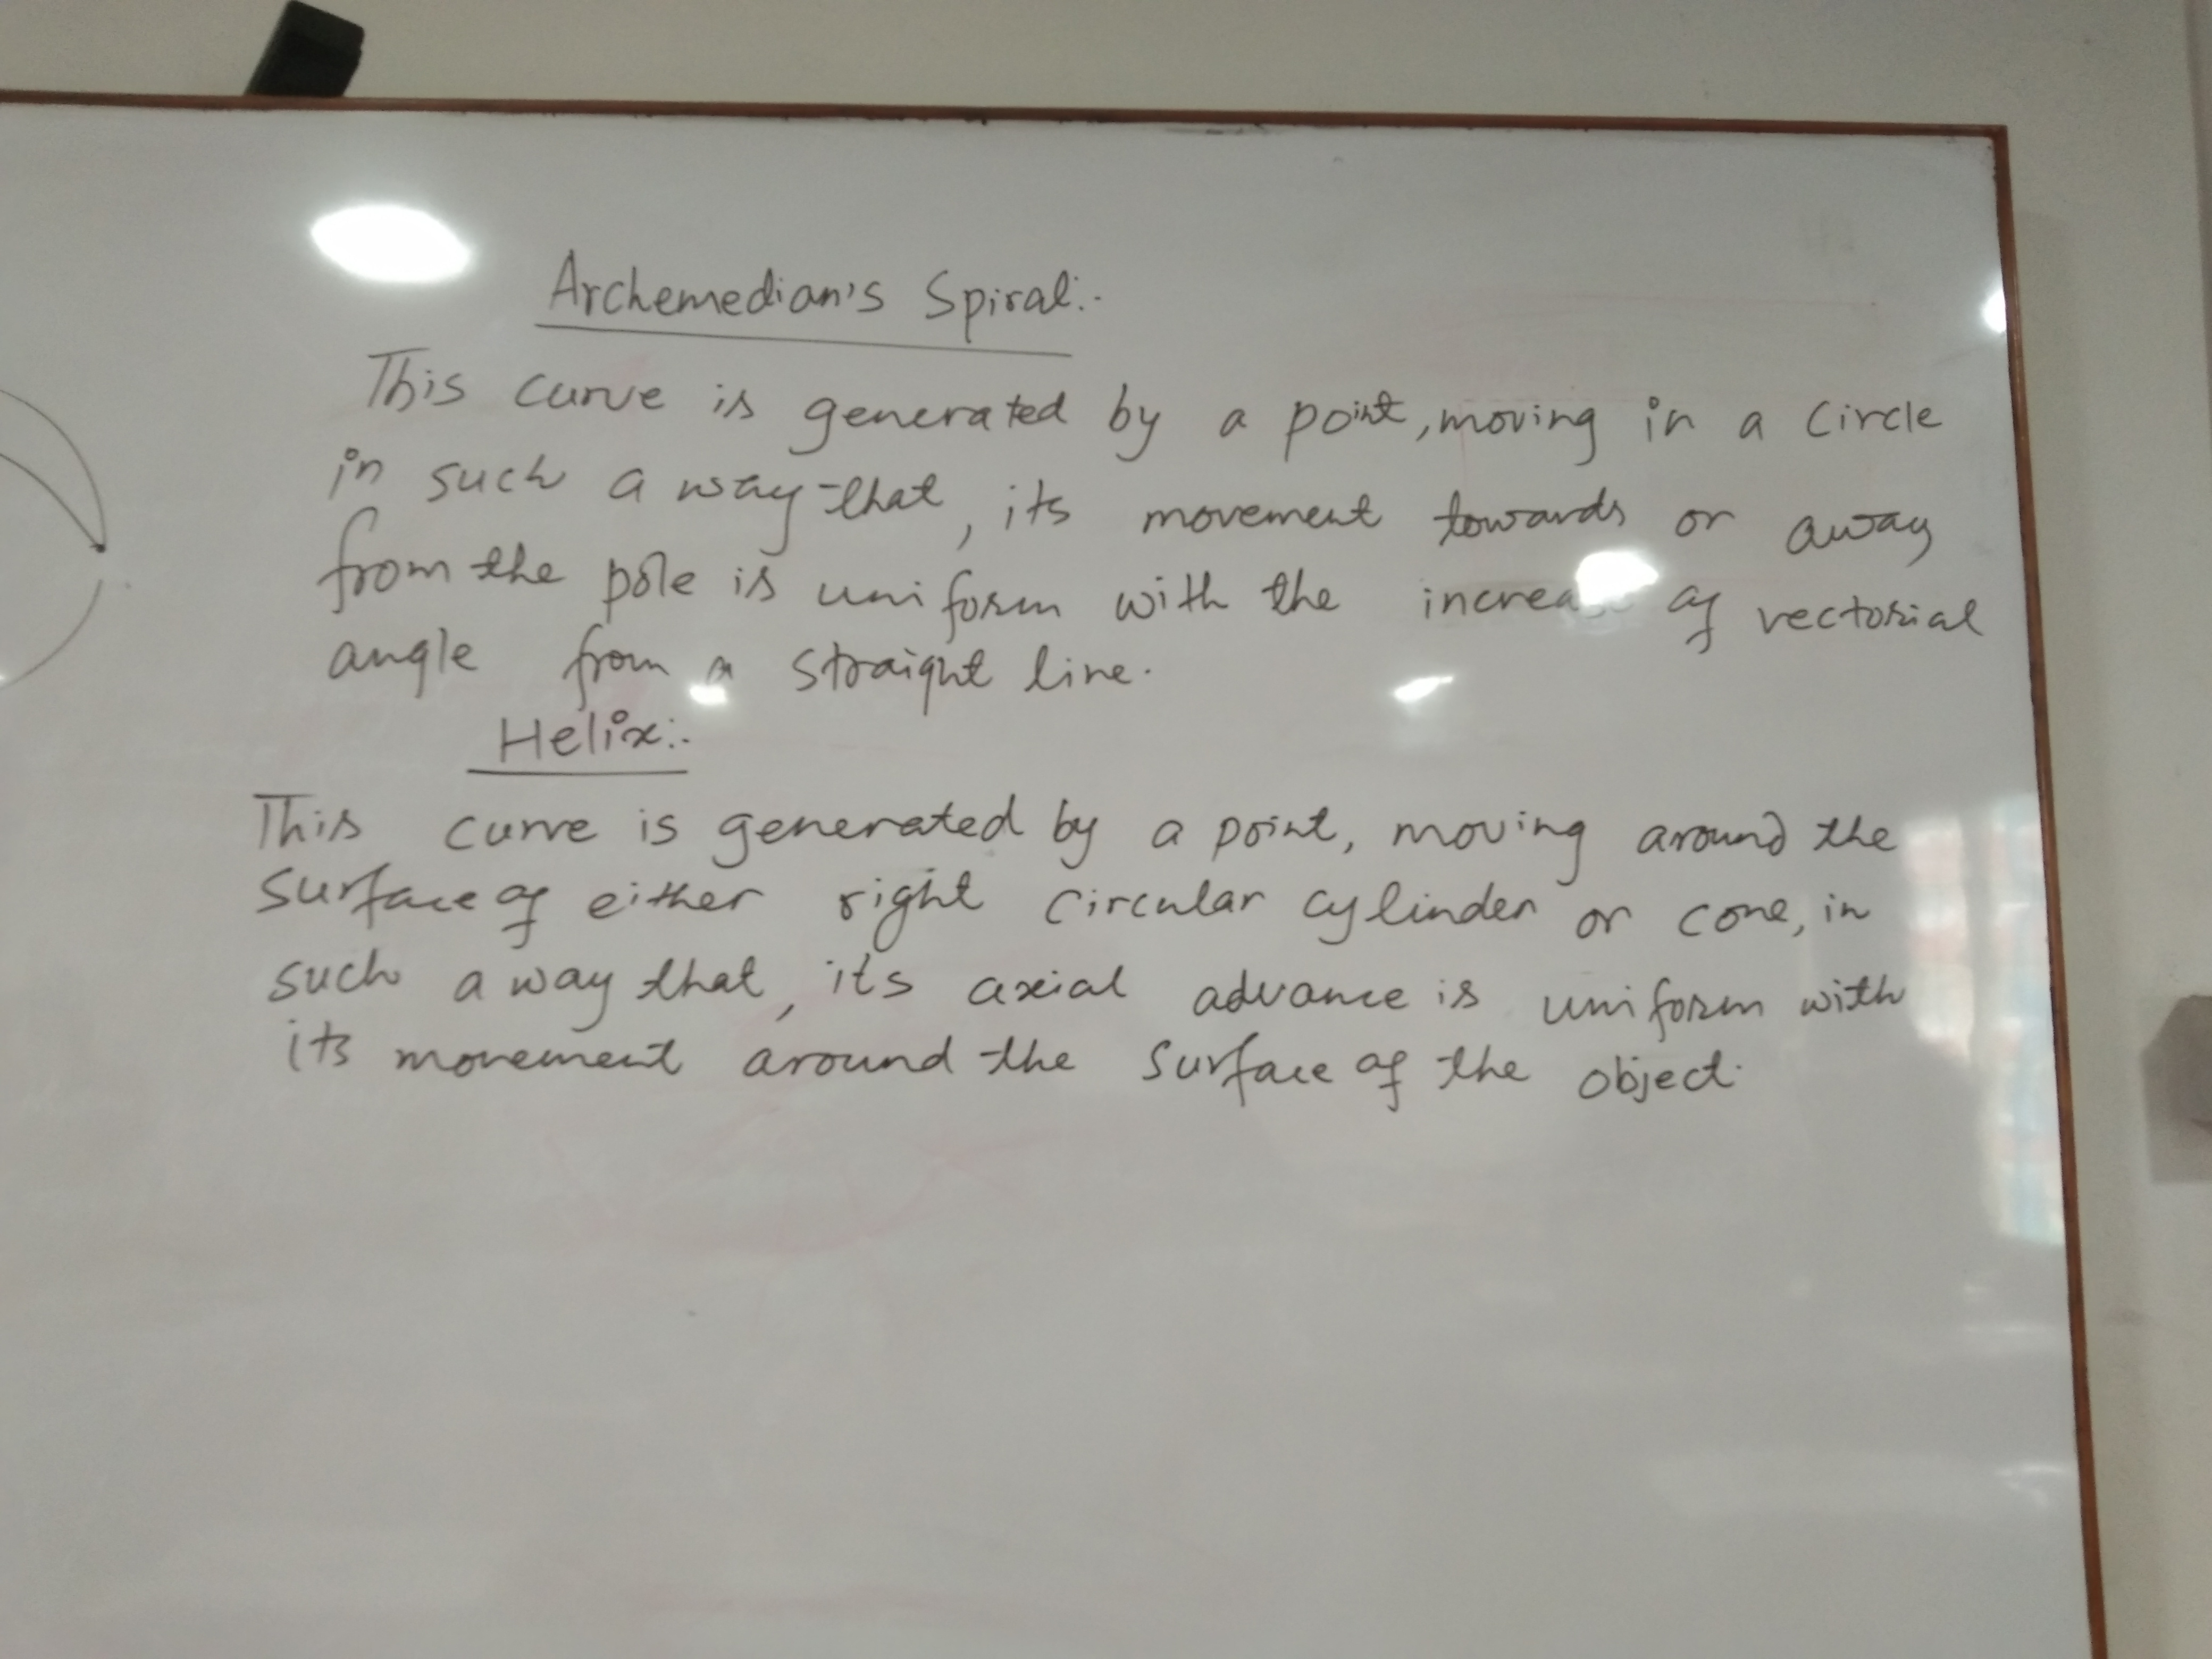 Archemedian's Spiral:-
This curve is generated by a point, moving in a circle
in such a way that, its movement towards or away
from the pole is uniform with the increase of vectorial
angle from a straight line.
Helix:-
This curve is generated by a point, moving around the
surface of either right circular cylinder or cone, in
such a way that, it's axial advance is uniform with
its movement around the surface of the object.